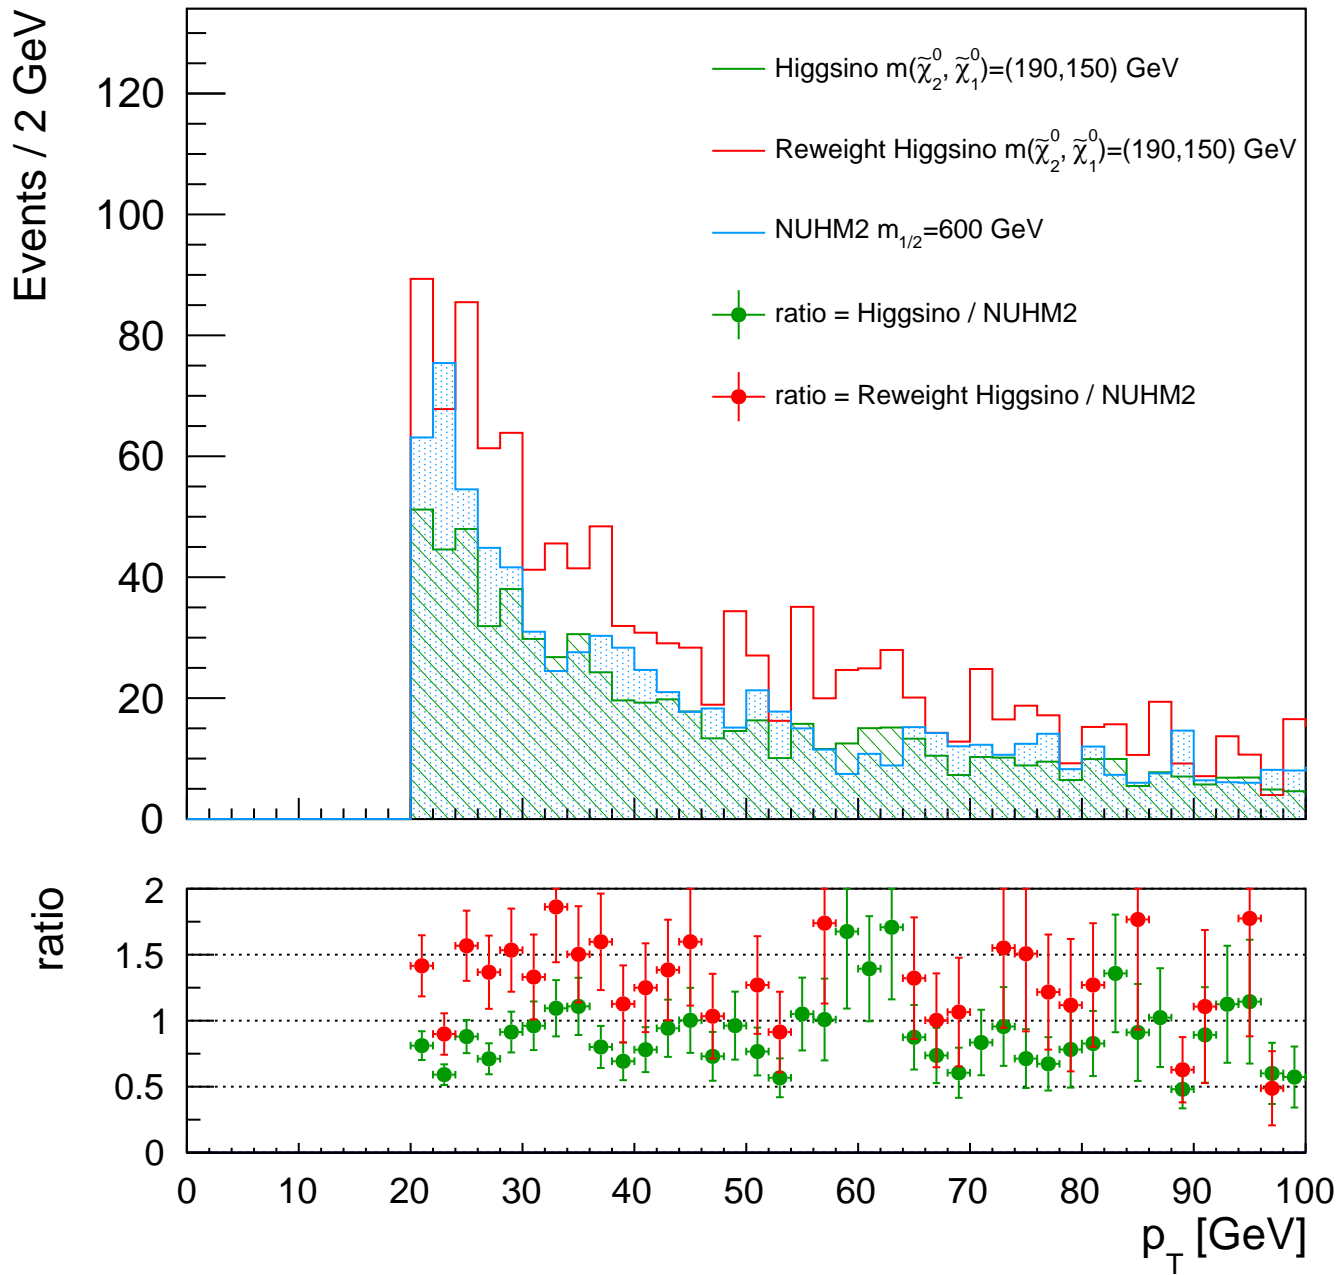 Events / 2 GeV
120
100
80
60
40
20
0
Higgsino m(χ̃⁰₂, χ̃⁰₁)=(190,150) GeV
Reweight Higgsino m(χ̃⁰₂, χ̃⁰₁)=(190,150) GeV
NUHM2 m₁/₂=600 GeV
ratio = Higgsino / NUHM2
ratio = Reweight Higgsino / NUHM2
ratio
2
1.5
1
0.5
0
0 10 20 30 40 50 60 70 80 90 100
p_T [GeV]